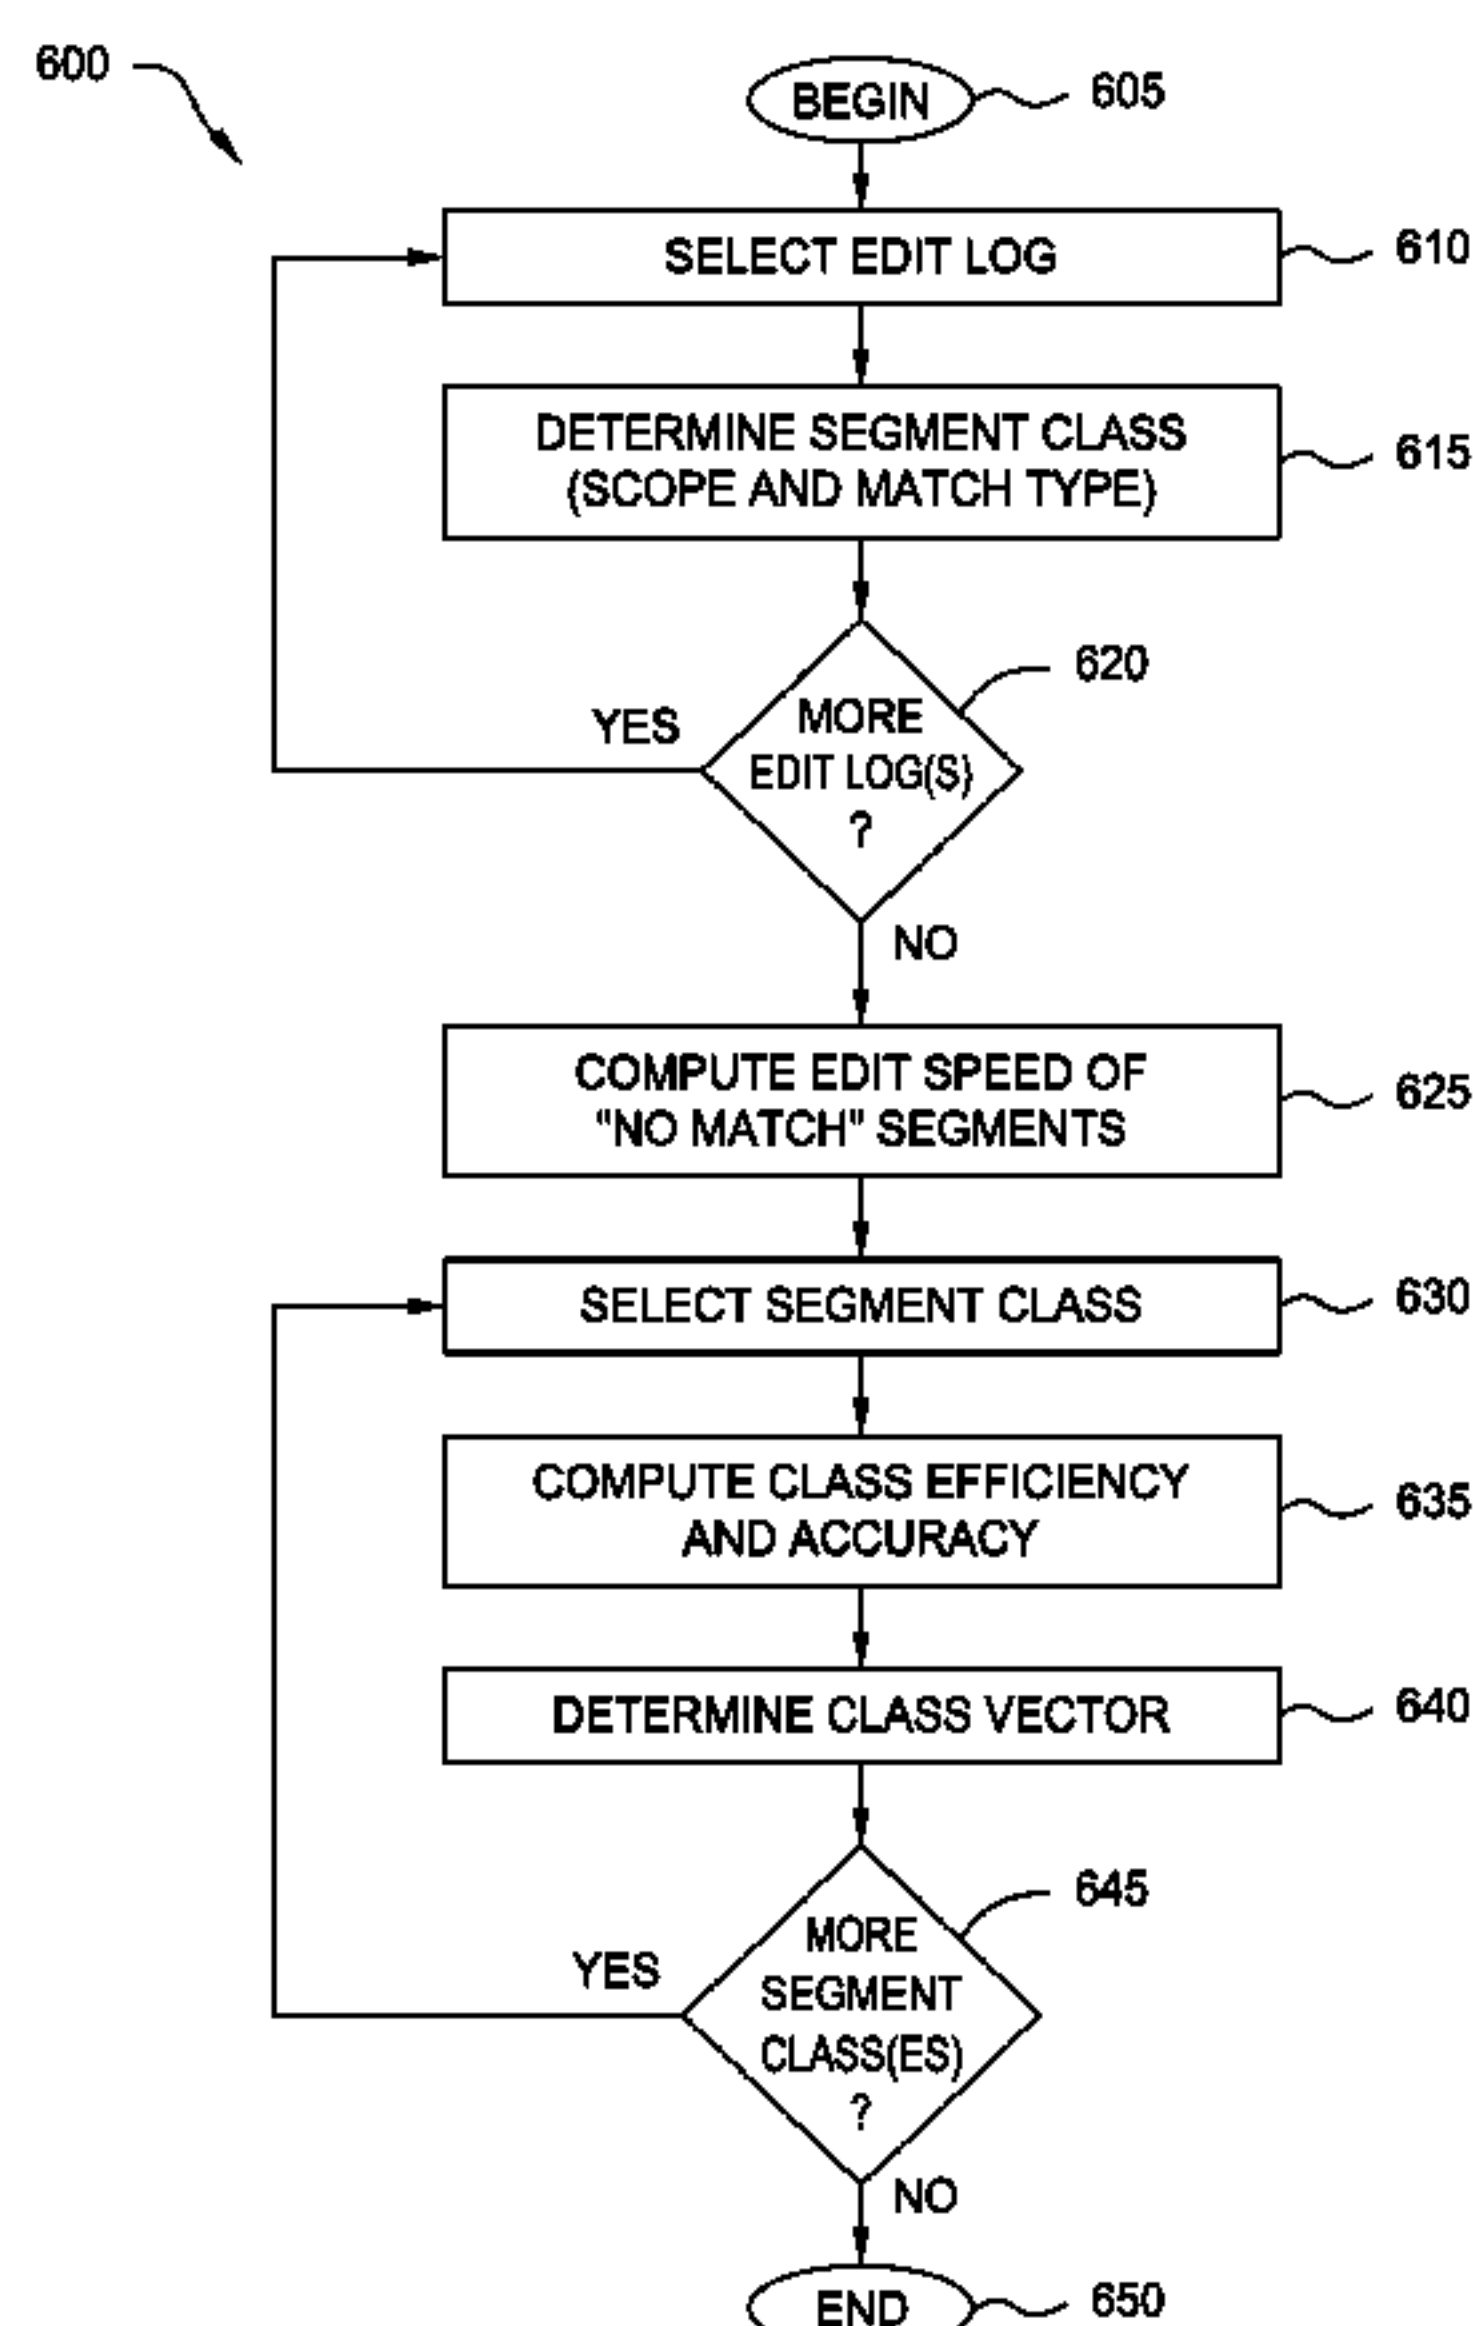 600
BEGIN
605
SELECT EDIT LOG
610
DETERMINE SEGMENT CLASS
(SCOPE AND MATCH TYPE)
615
620
MORE
EDIT LOG(S)
?
YES
NO
COMPUTE EDIT SPEED OF
"NO MATCH" SEGMENTS
625
SELECT SEGMENT CLASS
630
COMPUTE CLASS EFFICIENCY
AND ACCURACY
635
DETERMINE CLASS VECTOR
640
645
MORE
SEGMENT
CLASS(ES)
?
YES
NO
END
650